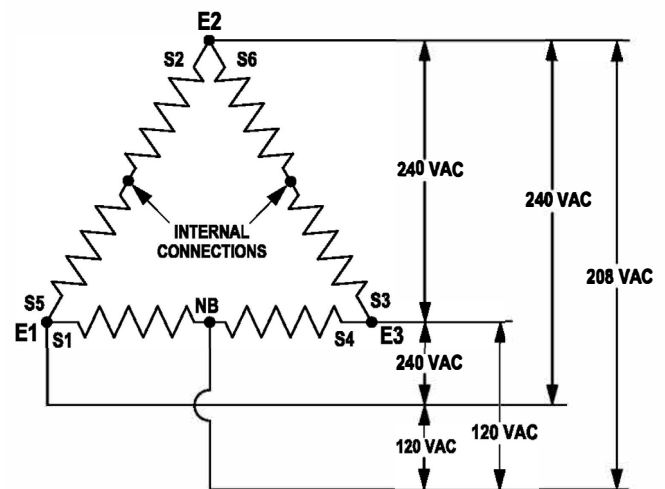 E2
S2
S6
240 VAC
240 VAC
INTERNAL
CONNECTIONS
208 VAC
S5
NB
S3
E1
S1
S4
E3
240 VAC
120 VAC
120 VAC